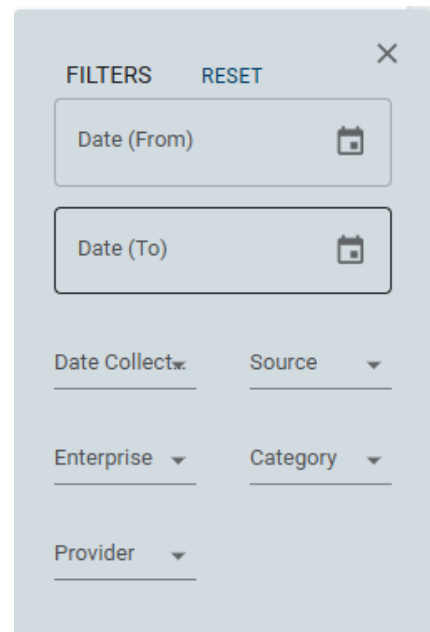 FILTERS RESET
Date (From)
Date (To)
Date Collect... Source
Enterprise Category
Provider